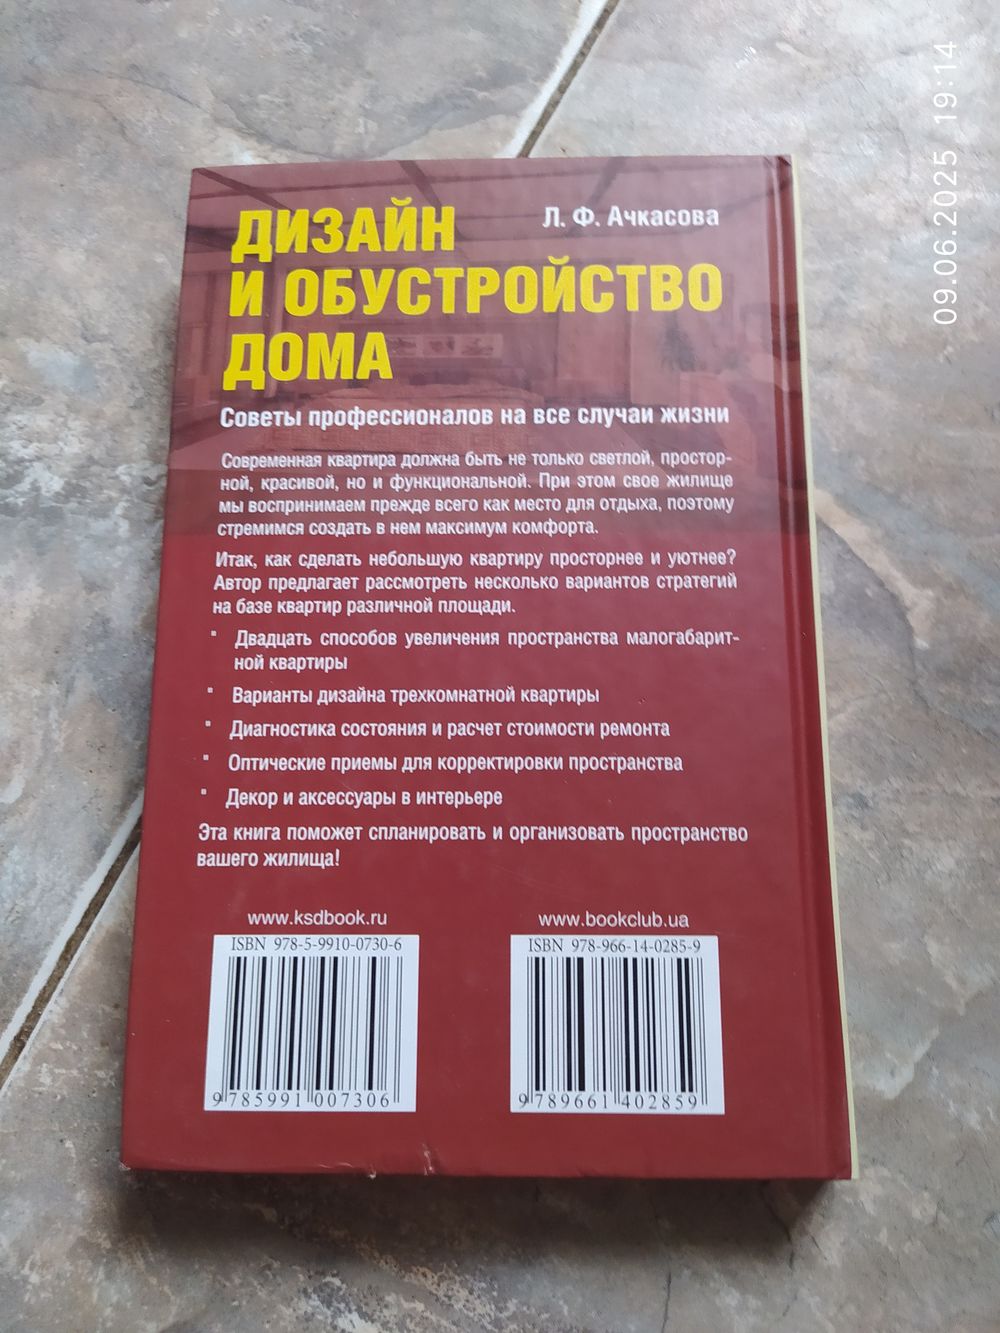 ДИЗАЙН
И ОБУСТРОЙСТВО
ДОМА
Л. Ф. Ачкасова
Советы профессионалов на все случаи жизни
Современная квартира должна быть не только светлой, простор-
ной, красивой, но и функциональной. При этом свое жилище
мы воспринимаем прежде всего как место для отдыха, поэтому
стремимся создать в нем максимум комфорта.
Итак, как сделать небольшую квартиру просторнее и уютнее?
Автор предлагает рассмотреть несколько вариантов стратегий
на базе квартир различной площади.
▪ Двадцать способов увеличения пространства малогабарит-
ной квартиры
▪ Варианты дизайна трехкомнатной квартиры
▪ Диагностика состояния и расчет стоимости ремонта
▪ Оптические приемы для корректировки пространства
▪ Декор и аксессуары в интерьере
Эта книга поможет спланировать и организовать пространство
вашего жилища!
www.ksdbook.ru
ISBN 978-5-9910-0730-6
9 785991 007306
www.bookclub.ua
ISBN 978-966-14-0285-9
9 789661 402859
09.06.2025 19:14